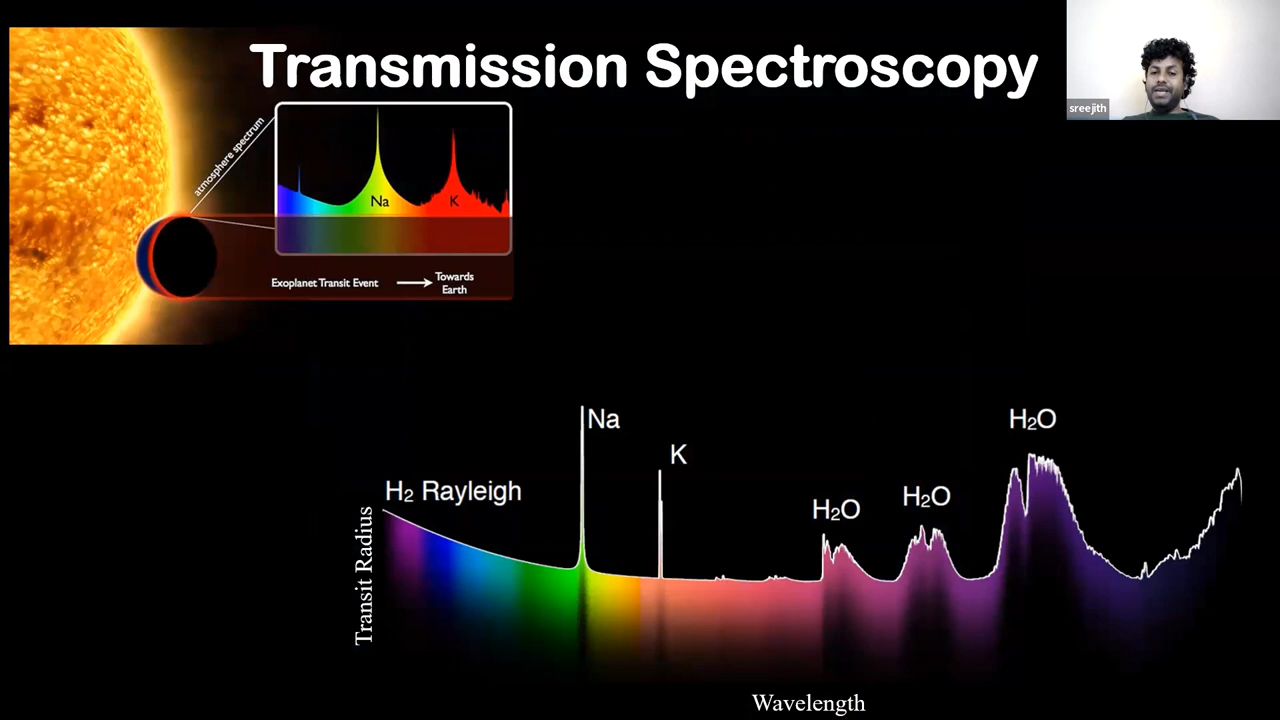 Transmission Spectroscopy
sreejith
atmosphere spectrum
Na
K
Exoplanet Transit Event
Towards
Earth
Na
K
H₂O
H₂ Rayleigh
H₂O
H₂O
Transit Radius
Wavelength